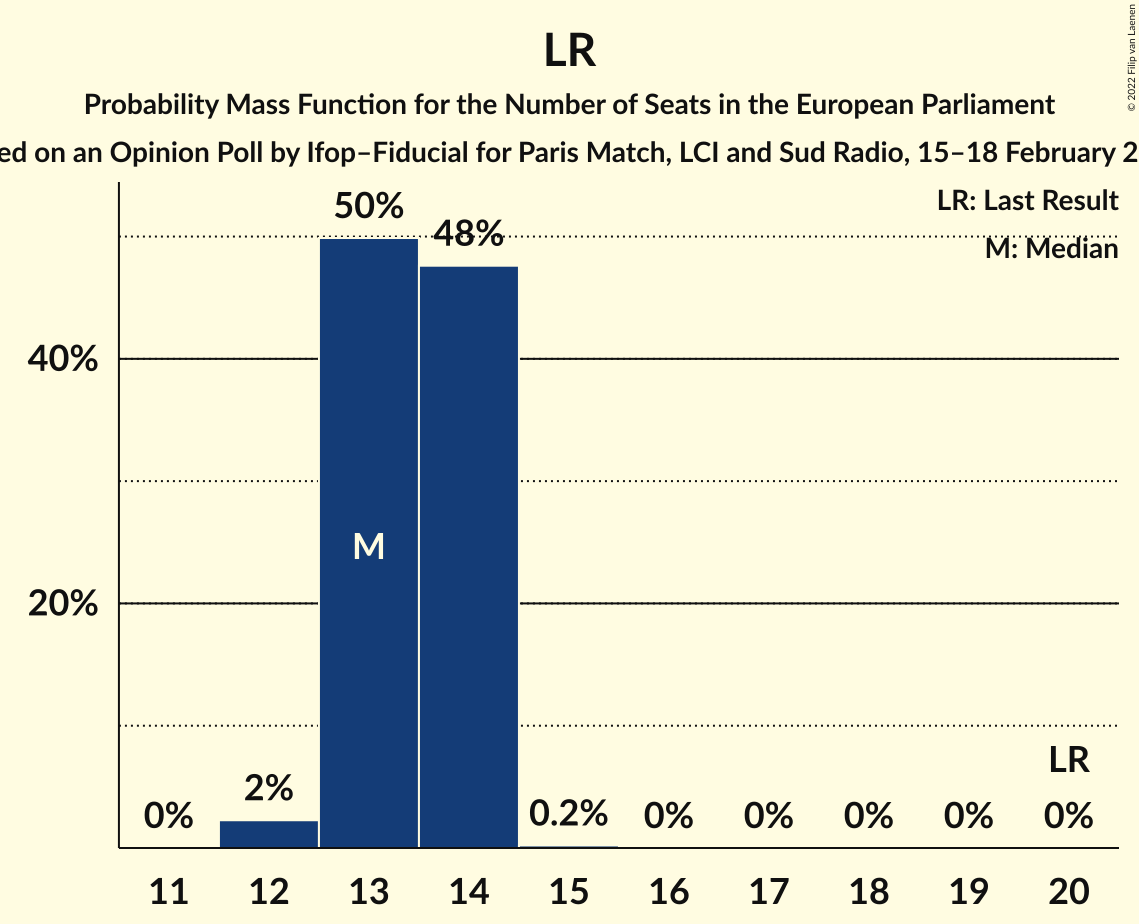 LR
Probability Mass Function for the Number of Seats in the European Parliament
on an Opinion Poll by Ifop–Fiducial for Paris Match, LCI and Sud Radio, 15–18 February
© 2022 Filip van Laenen
LR: Last Result
M: Median
50%
48%
40%
20%
M
LR
0%
2%
0.2%
0%
0%
0%
0%
0%
11 12 13 14 15 16 17 18 19 20